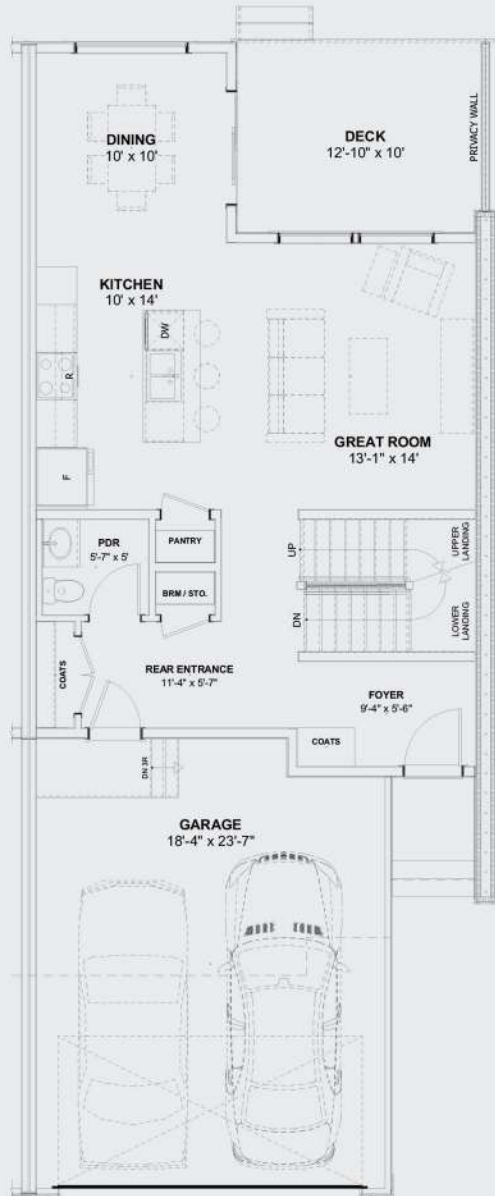 DINING
10' x 10'
DECK
12'-10" x 10'
PRIVACY WALL
KITCHEN
10' x 14'
DW
R
F
GREAT ROOM
13'-1" x 14'
PDR
5'-7" x 5'
PANTRY
BRM / STO.
UP
DN
UPPER
LANDING
LOWER
LANDING
COATS
REAR ENTRANCE
11'-4" x 5'-7"
FOYER
9'-4" x 5'-6"
COATS
DN 3R
GARAGE
18'-4" x 23'-7"